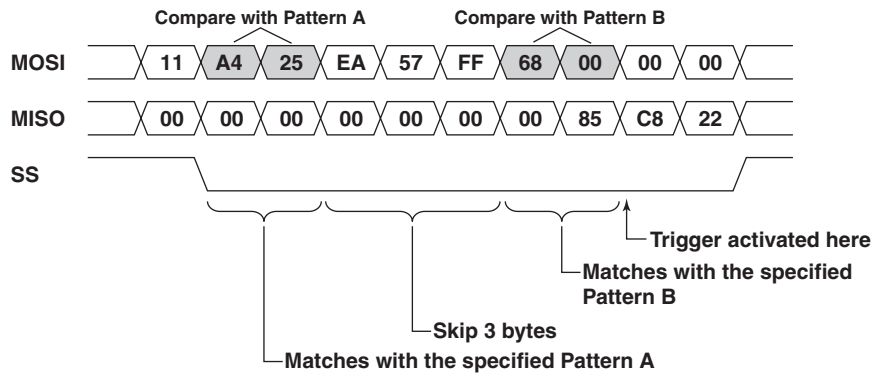 Compare with Pattern A Compare with Pattern B
MOSI 11 A4 25 EA 57 FF 68 00 00 00
MISO 00 00 00 00 00 00 00 85 C8 22
SS
Trigger activated here
Matches with the specified
Pattern B
Skip 3 bytes
Matches with the specified Pattern A